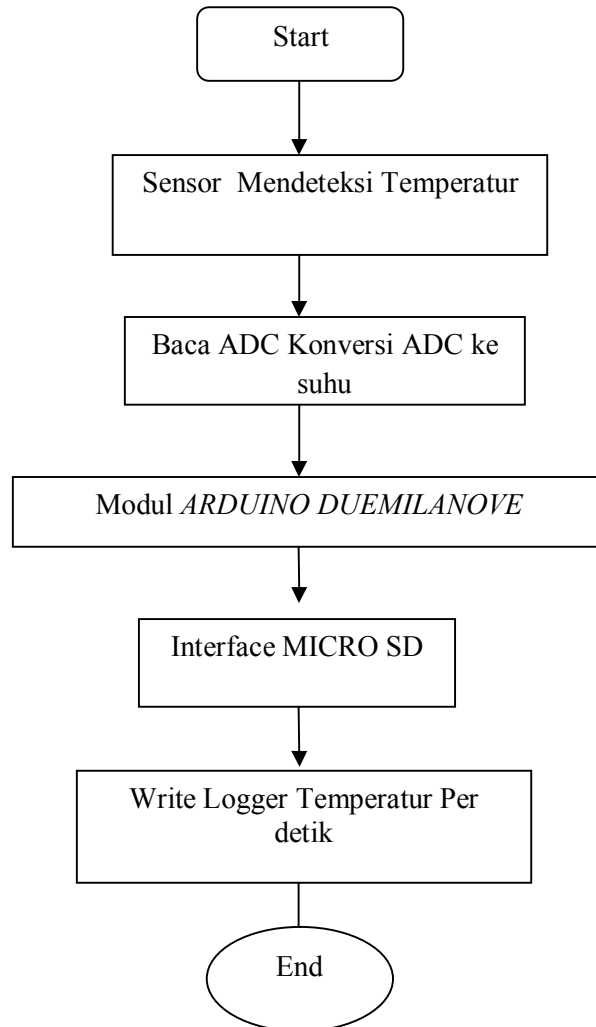 Start
Sensor Mendeteksi Temperatur
Baca ADC Konversi ADC ke
suhu
Modul ARDUINO DUEMILANOVE
Interface MICRO SD
Write Logger Temperatur Per
detik
End